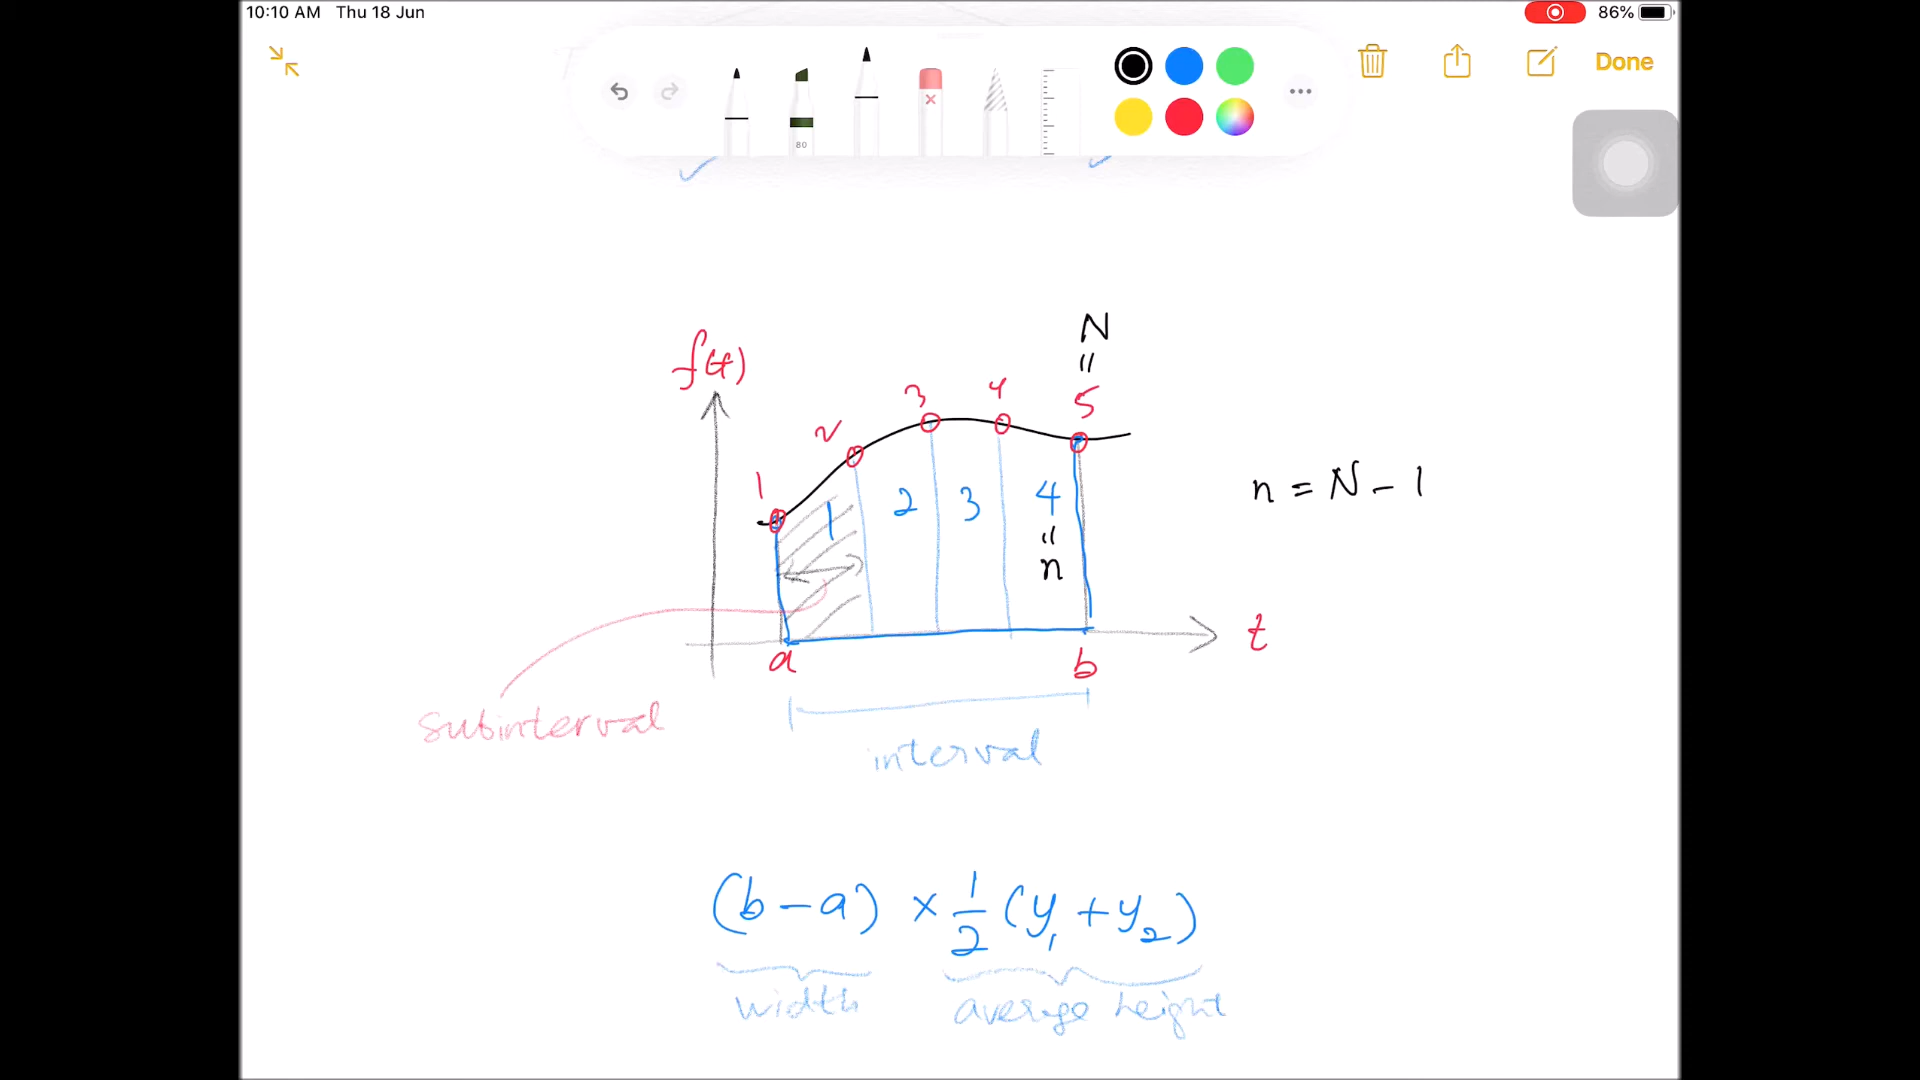 10:10 AM Thu 18 Jun
86%
Done
80
N
=
f(t)
1 2 3 4 5
1 2 3 4
=
n
n = N - 1
a b t
subinterval
interval
(b - a) × 1/2 (y₁ + y₂)
width average height